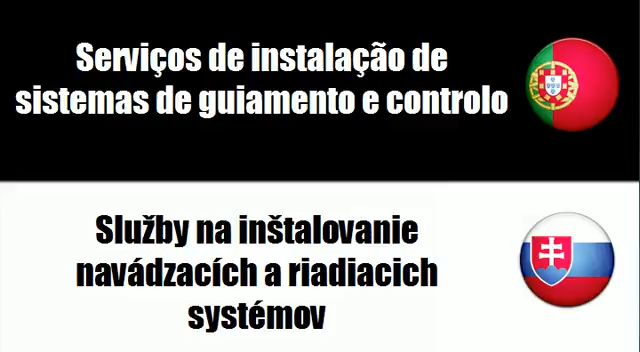 Serviços de instalação de
sistemas de guiamento e controlo
Služby na inštalovanie
navádzacích a riadiacich
systémov